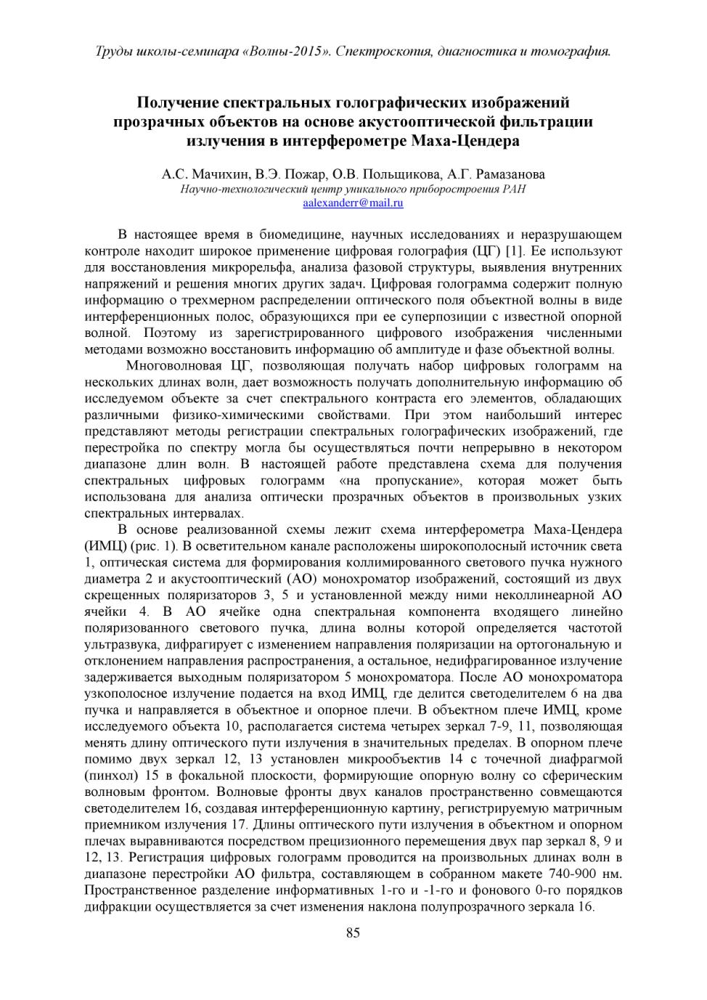 Труды школы-семинара «Волны-2015». Спектроскопия, диагностика и томография.
Получение спектральных голографических изображений
прозрачных объектов на основе акустооптической фильтрации
излучения в интерферометре Маха-Цендера
А.С. Мачихин, В.Э. Пожар, О.В. Польщикова, А.Г. Рамазанова
Научно-технологический центр уникального приборостроения РАН
aalexanderr@mail.ru
В настоящее время в биомедицине, научных исследованиях и неразрушающем
контроле находит широкое применение цифровая голография (ЦГ) [1]. Ее используют
для восстановления микрорельефа, анализа фазовой структуры, выявления внутренних
напряжений и решения многих других задач. Цифровая голограмма содержит полную
информацию о трехмерном распределении оптического поля объектной волны в виде
интерференционных полос, образующихся при ее суперпозиции с известной опорной
волной. Поэтому из зарегистрированного цифрового изображения численными
методами возможно восстановить информацию об амплитуде и фазе объектной волны.
Многоволновая ЦГ, позволяющая получать набор цифровых голограмм на
нескольких длинах волн, дает возможность получать дополнительную информацию об
исследуемом объекте за счет спектрального контраста его элементов, обладающих
различными физико-химическими свойствами. При этом наибольший интерес
представляют методы регистрации спектральных голографических изображений, где
перестройка по спектру могла бы осуществляться почти непрерывно в некотором
диапазоне длин волн. В настоящей работе представлена схема для получения
спектральных цифровых голограмм «на пропускание», которая может быть
использована для анализа оптически прозрачных объектов в произвольных узких
спектральных интервалах.
В основе реализованной схемы лежит схема интерферометра Маха-Цендера
(ИМЦ) (рис. 1). В осветительном канале расположены широкополосный источник света
1, оптическая система для формирования коллимированного светового пучка нужного
диаметра 2 и акустооптический (АО) монохроматор изображений, состоящий из двух
скрещенных поляризаторов 3, 5 и установленной между ними неколлинеарной АО
ячейки 4. В АО ячейке одна спектральная компонента входящего линейно
поляризованного светового пучка, длина волны которой определяется частотой
ультразвука, дифрагирует с изменением направления поляризации на ортогональную и
отклонением направления распространения, а остальное, недифрагированное излучение
задерживается выходным поляризатором 5 монохроматора. После АО монохроматора
узкополосное излучение подается на вход ИМЦ, где делится светоделителем 6 на два
пучка и направляется в объектное и опорное плечи. В объектном плече ИМЦ, кроме
исследуемого объекта 10, располагается система четырех зеркал 7-9, 11, позволяющая
менять длину оптического пути излучения в значительных пределах. В опорном плече
помимо двух зеркал 12, 13 установлен микрообъектив 14 с точечной диафрагмой
(пинхол) 15 в фокальной плоскости, формирующие опорную волну со сферическим
волновым фронтом. Волновые фронты двух каналов пространственно совмещаются
светоделителем 16, создавая интерференционную картину, регистрируемую матричным
приемником излучения 17. Длины оптического пути излучения в объектном и опорном
плечах выравниваются посредством прецизионного перемещения двух пар зеркал 8, 9 и
12, 13. Регистрация цифровых голограмм проводится на произвольных длинах волн в
диапазоне перестройки АО фильтра, составляющем в собранном макете 740-900 нм.
Пространственное разделение информативных 1-го и -1-го и фонового 0-го порядков
дифракции осуществляется за счет изменения наклона полупрозрачного зеркала 16.
85